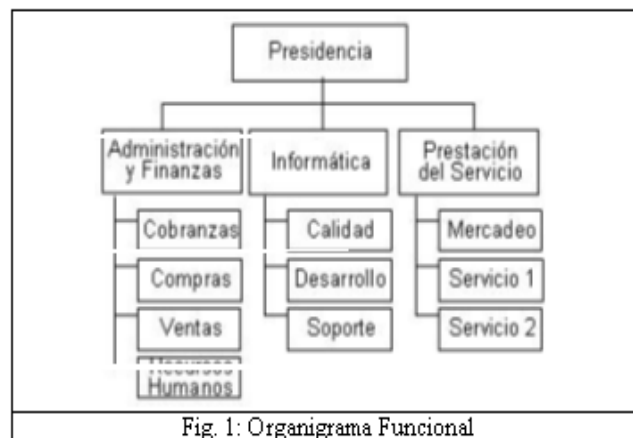 Presidencia
Administración
y Finanzas
Informática
Prestación
del Servicio
Cobranzas
Calidad
Mercadeo
Compras
Desarrollo
Servicio 1
Ventas
Soporte
Servicio 2
Recursos
Humanos
Fig. 1: Organigrama Funcional